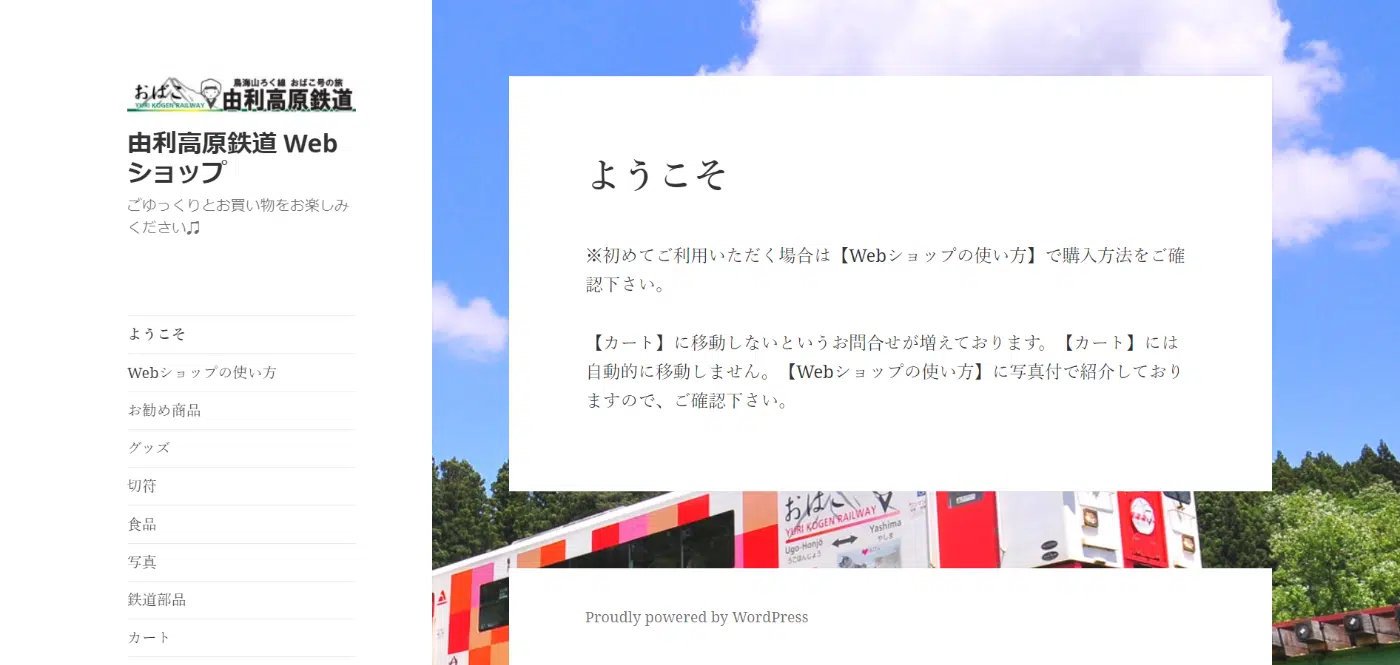 おばこ
YURI KOGEN RAILWAY
鳥海山ろく線 おばこ号の旅
由利高原鉄道
由利高原鉄道 Web
ショップ
ごゆっくりとお買い物をお楽しみ
ください♫
ようこそ
Webショップの使い方
お勧め商品
グッズ
切符
食品
写真
鉄道部品
カート
ようこそ
※初めてご利用いただく場合は【Webショップの使い方】で購入方法をご確
認下さい。
【カート】に移動しないというお問合せが増えております。【カート】には
自動的に移動しません。【Webショップの使い方】に写真付で紹介しており
ますので、ご確認下さい。
おばこ
YURI KOGEN RAILWAY
Ugo-Honjo
うごほんじょう
Yashima
やしま
Proudly powered by WordPress